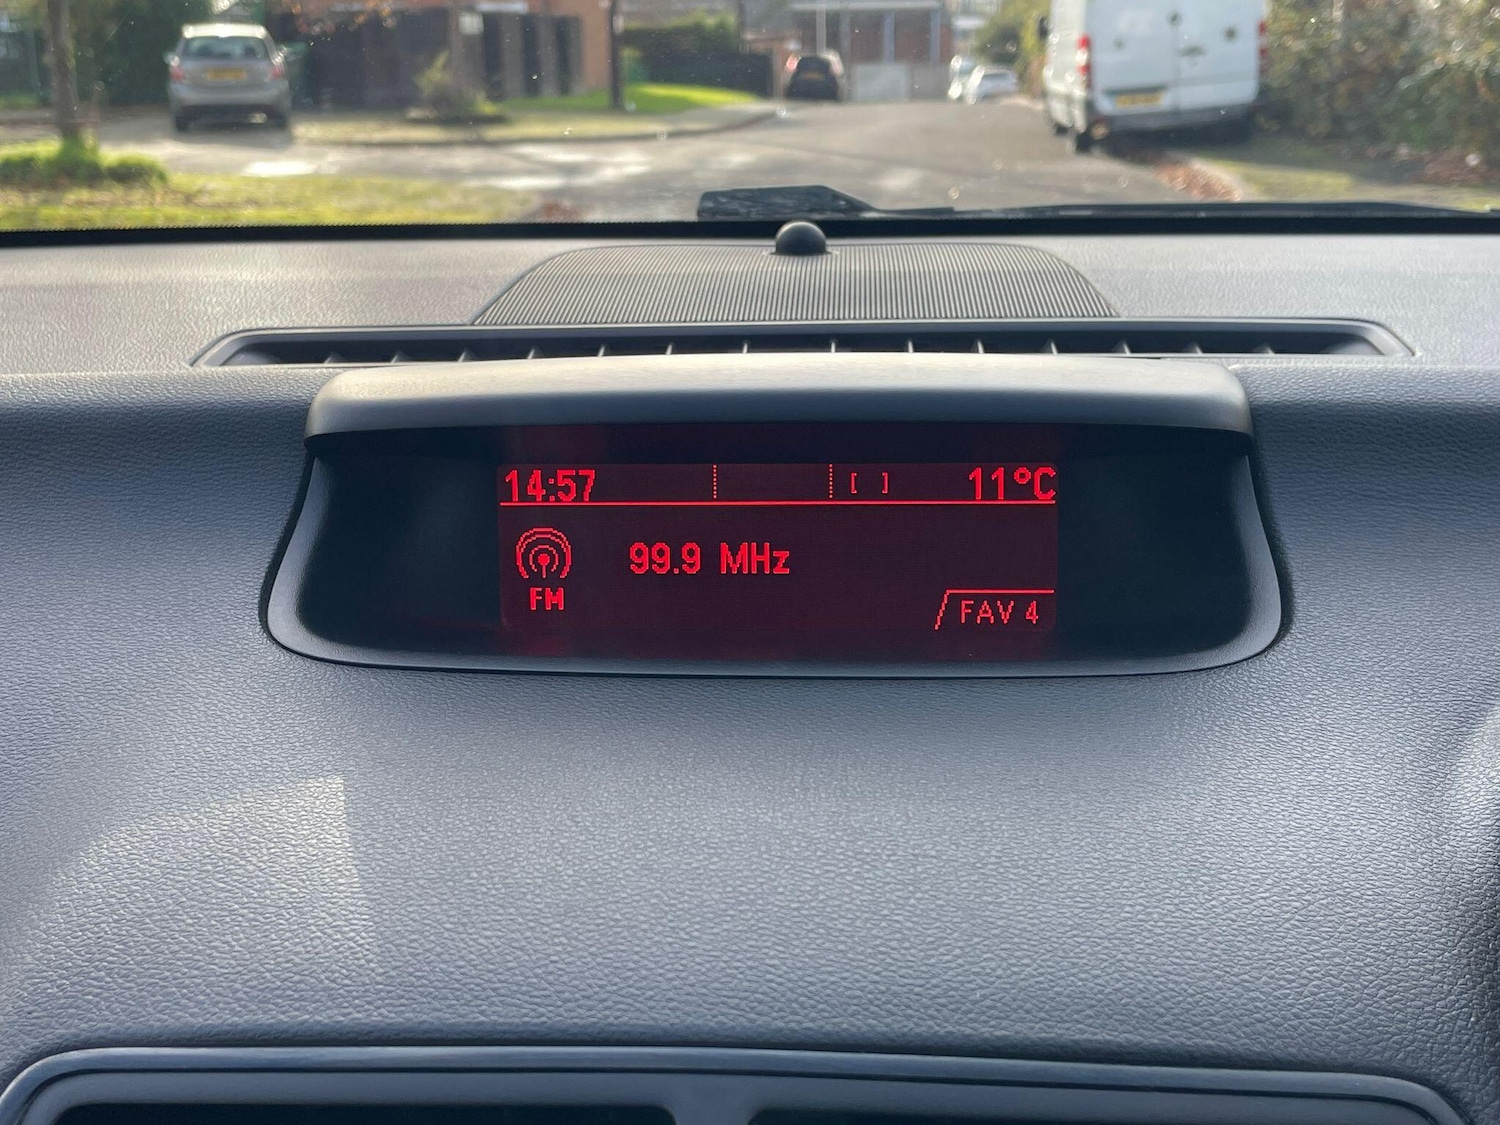 14:57 [ ] 11°C
99.9 MHz
FM
FAV 4